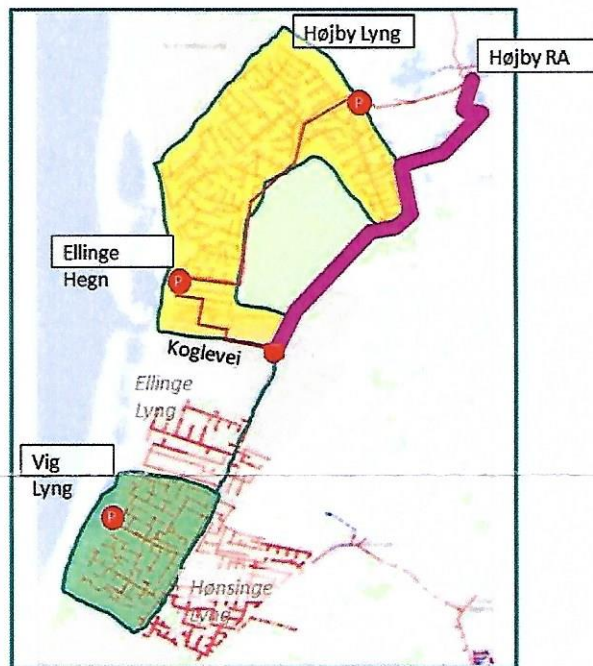 Højby Lyng
Højby RA
P
Ellinge
Hegn
P
Koglevej
Ellinge
Lyng
Vig
Lyng
P
Hønsinge
Lyng